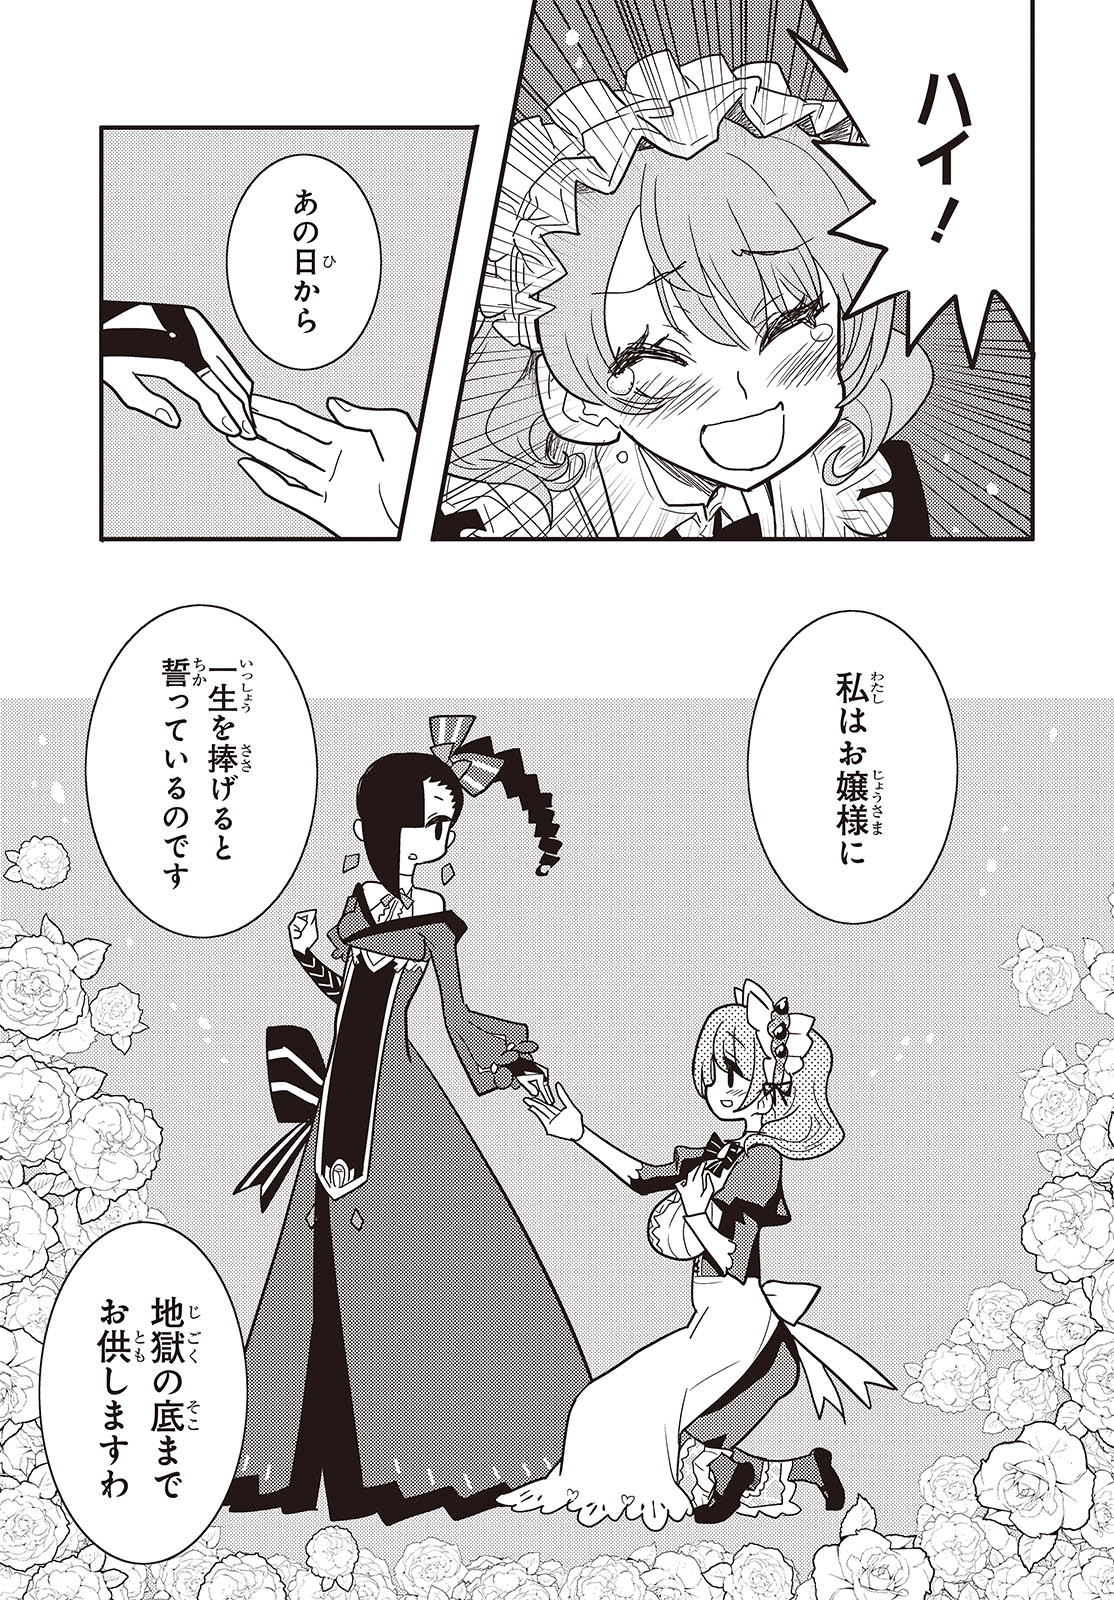 ハイ!
あの日から
私はお嬢様に
一生を捧げると
誓っているのです
地獄の底まで
お供しますわ